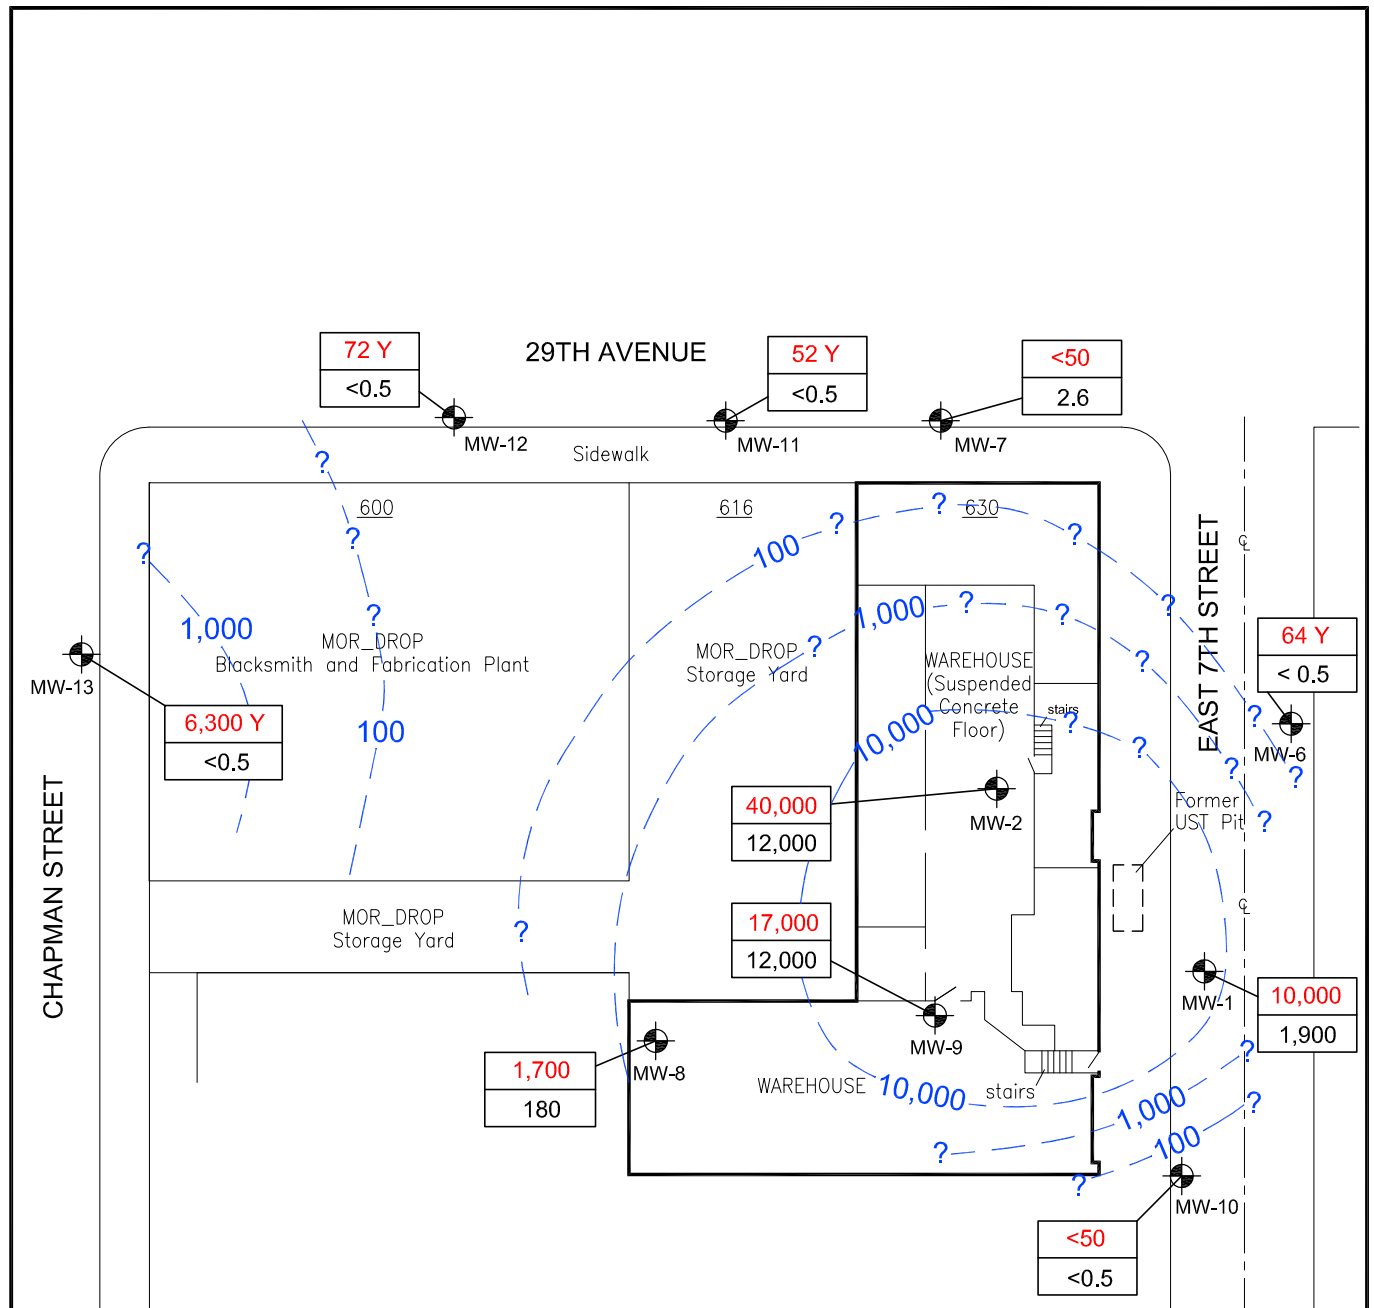 72 Y
<0.5
29TH AVENUE
52 Y
<0.5
<50
2.6
MW-12
MW-11
MW-7
Sidewalk
?
600
616
?
630
?
?
?
100
?
EAST 7TH STREET
℄
?
1,000
?
1,000
?
?
?
64 Y
< 0.5
MOR_DROP
Blacksmith and Fabrication Plant
MOR_DROP
Storage Yard
?
WAREHOUSE
(Suspended
Concrete
Floor)
?
MW-13
6,300 Y
<0.5
100
10,000
stairs
?
?
?
MW-6
?
?
40,000
12,000
MW-2
Former
UST Pit
?
CHAPMAN STREET
MOR_DROP
Storage Yard
?
17,000
12,000
℄
MW-1
10,000
1,900
MW-9
MW-8
1,700
180
WAREHOUSE
10,000
stairs
?
1,000
?
?
100
?
MW-10
<50
<0.5